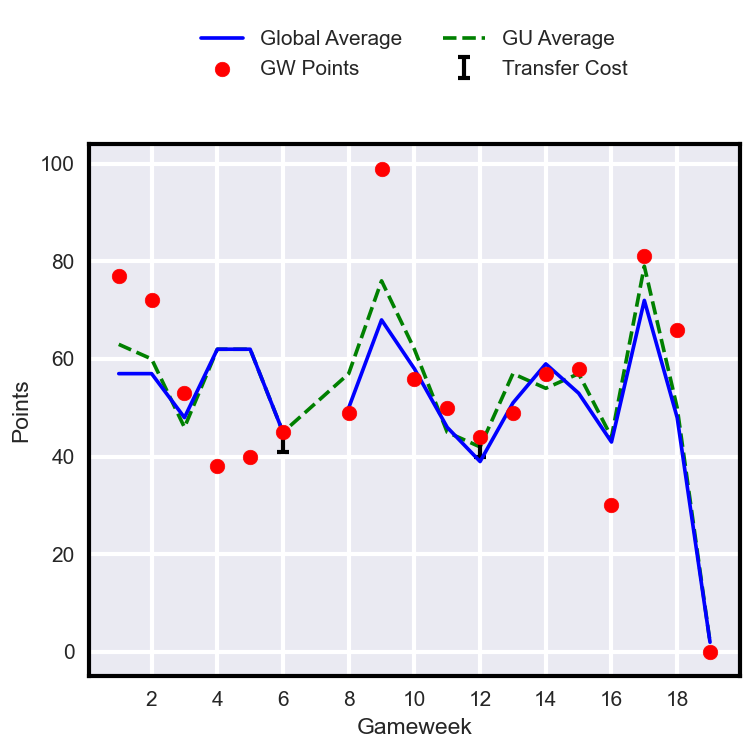 Global Average
GU Average
GW Points
Transfer Cost
100
80
60
40
20
0
Points
2 4 6 8 10 12 14 16 18
Gameweek